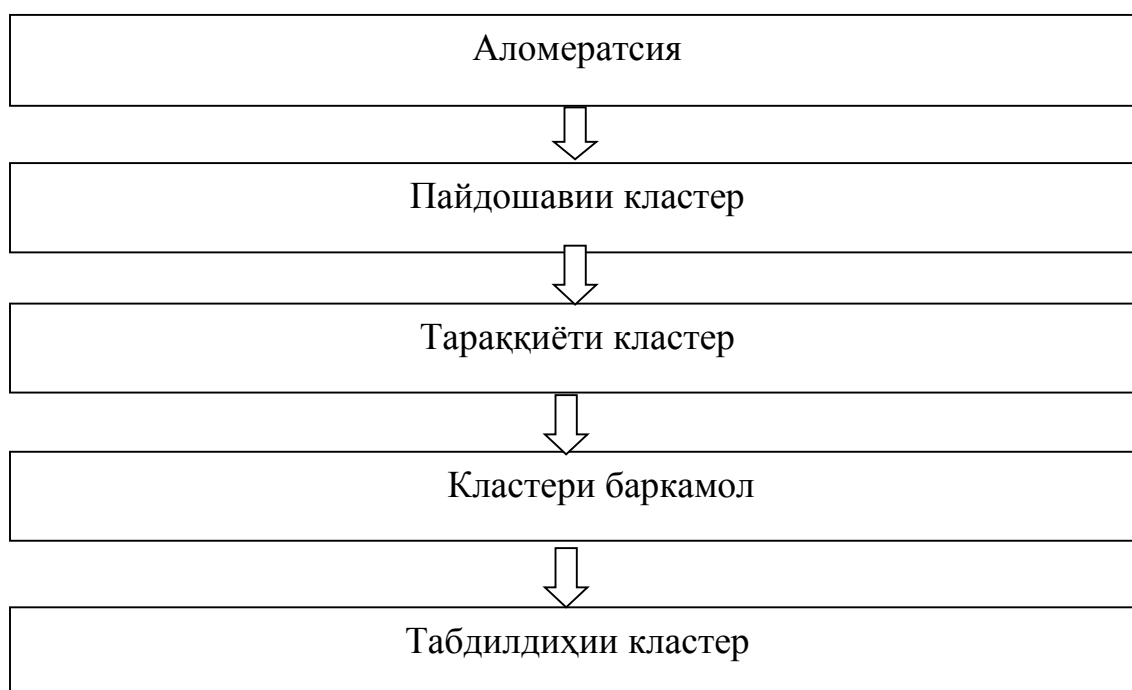 Аломератсия
Пайдошавии кластер
Тараққиёти кластер
Кластери баркамол
Табдилдиҳии кластер